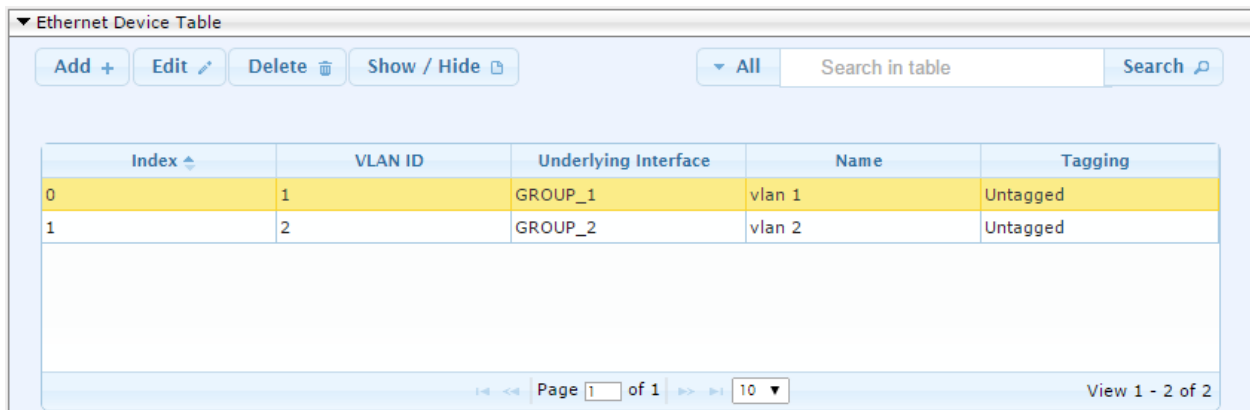 Ethernet Device Table
Add + Edit Delete Show / Hide All Search in table Search
Index VLAN ID Underlying Interface Name Tagging
0 1 GROUP_1 vlan 1 Untagged
1 2 GROUP_2 vlan 2 Untagged
Page 1 of 1 10 View 1 - 2 of 2